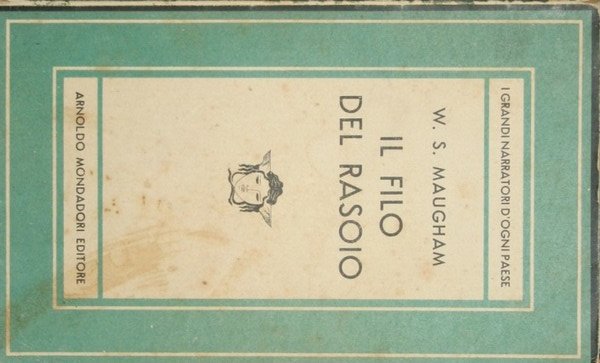 I GRANDI NARRATORI D'OGNI PAESE
W. S. MAUGHAM
IL FILO
DEL RASOIO
ARNOLDO MONDADORI EDITORE